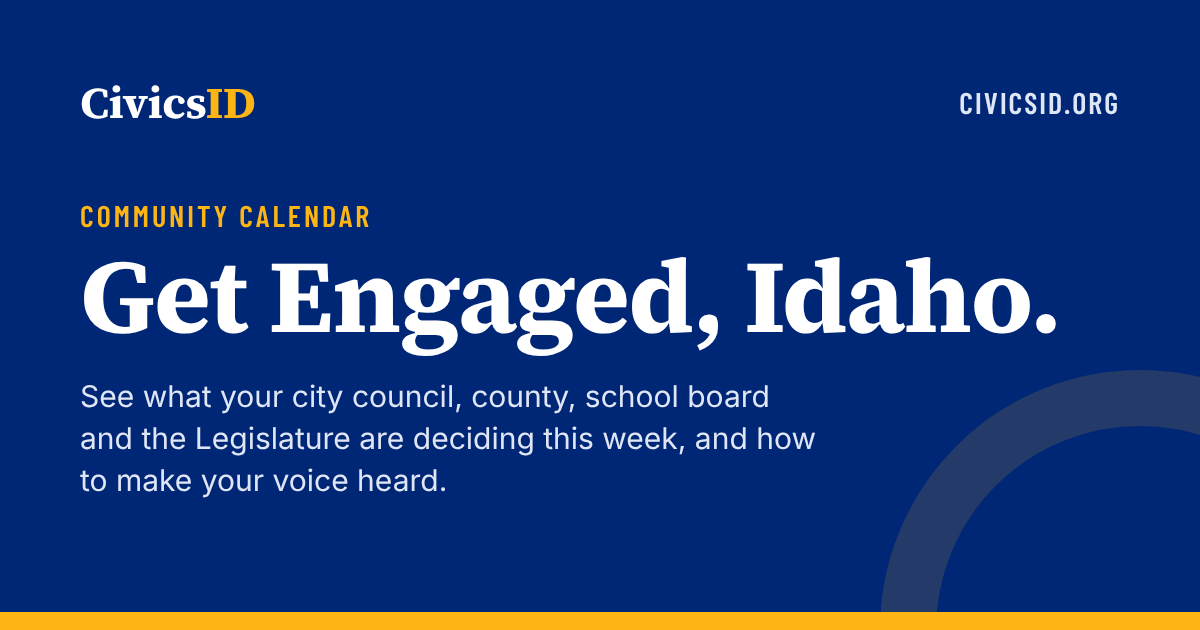 CivicsID
CIVICSID.ORG
COMMUNITY CALENDAR
Get Engaged, Idaho.
See what your city council, county, school board
and the Legislature are deciding this week, and how
to make your voice heard.